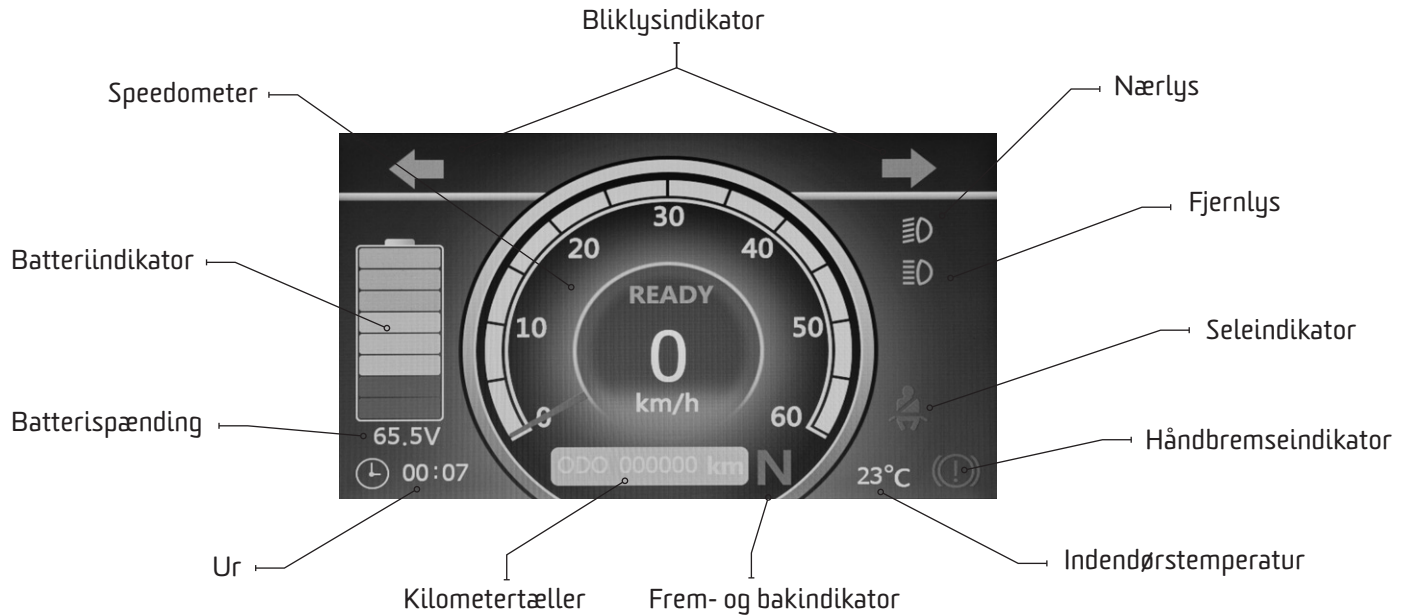 Bliklysindikator
Speedometer
Nærlys
Fjernlys
Batteriindikator
Seleindikator
Batterispænding
Håndbremseindikator
Ur
Indendørstemperatur
Kilometertæller
Frem- og bakindikator
0
10
20
30
40
50
60
READY
0
km/h
65.5V
00:07
ODO 000000 km
N
23°C